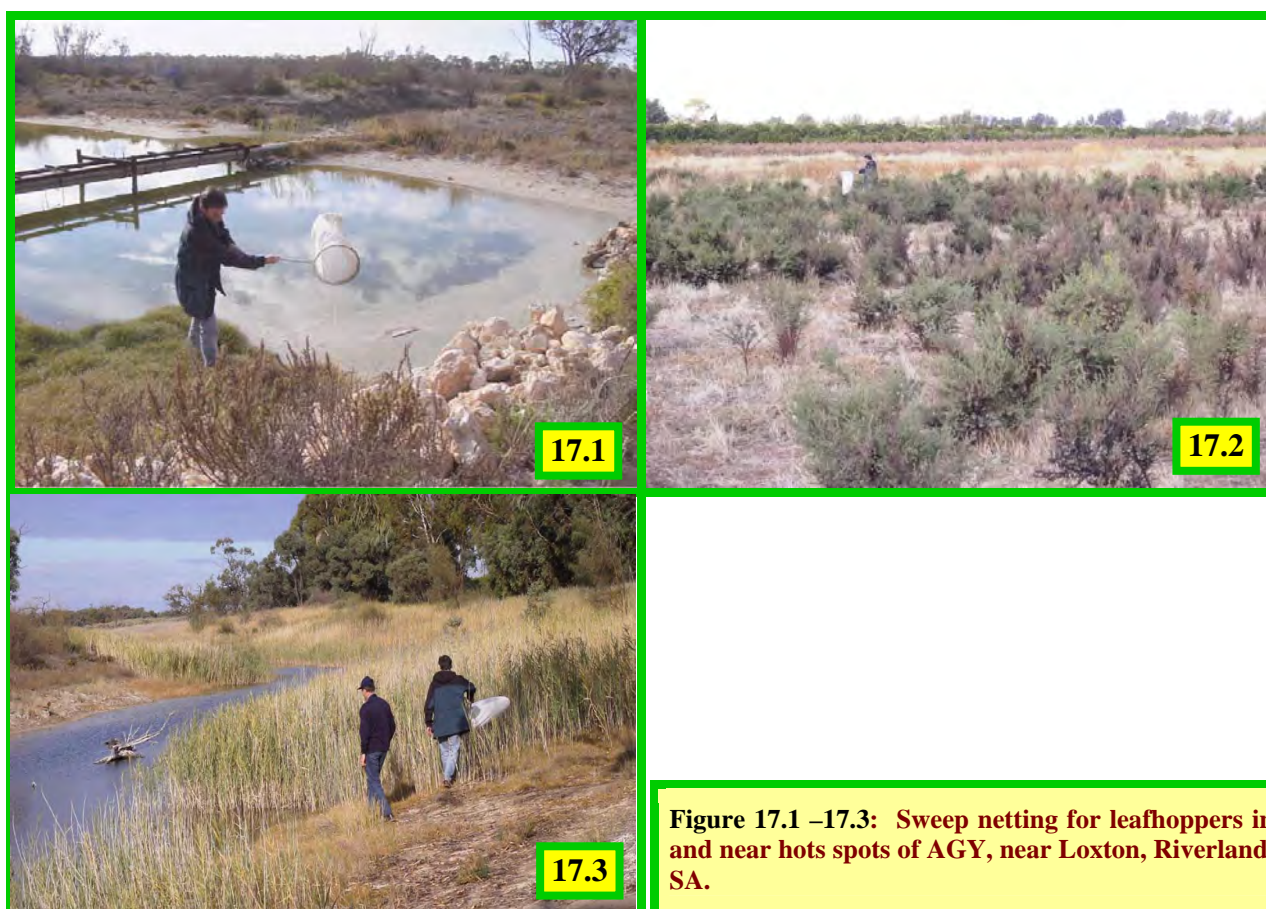 17.1
17.2
17.3
Figure 17.1 –17.3: Sweep netting for leafhoppers in
and near hots spots of AGY, near Loxton, Riverland
SA.